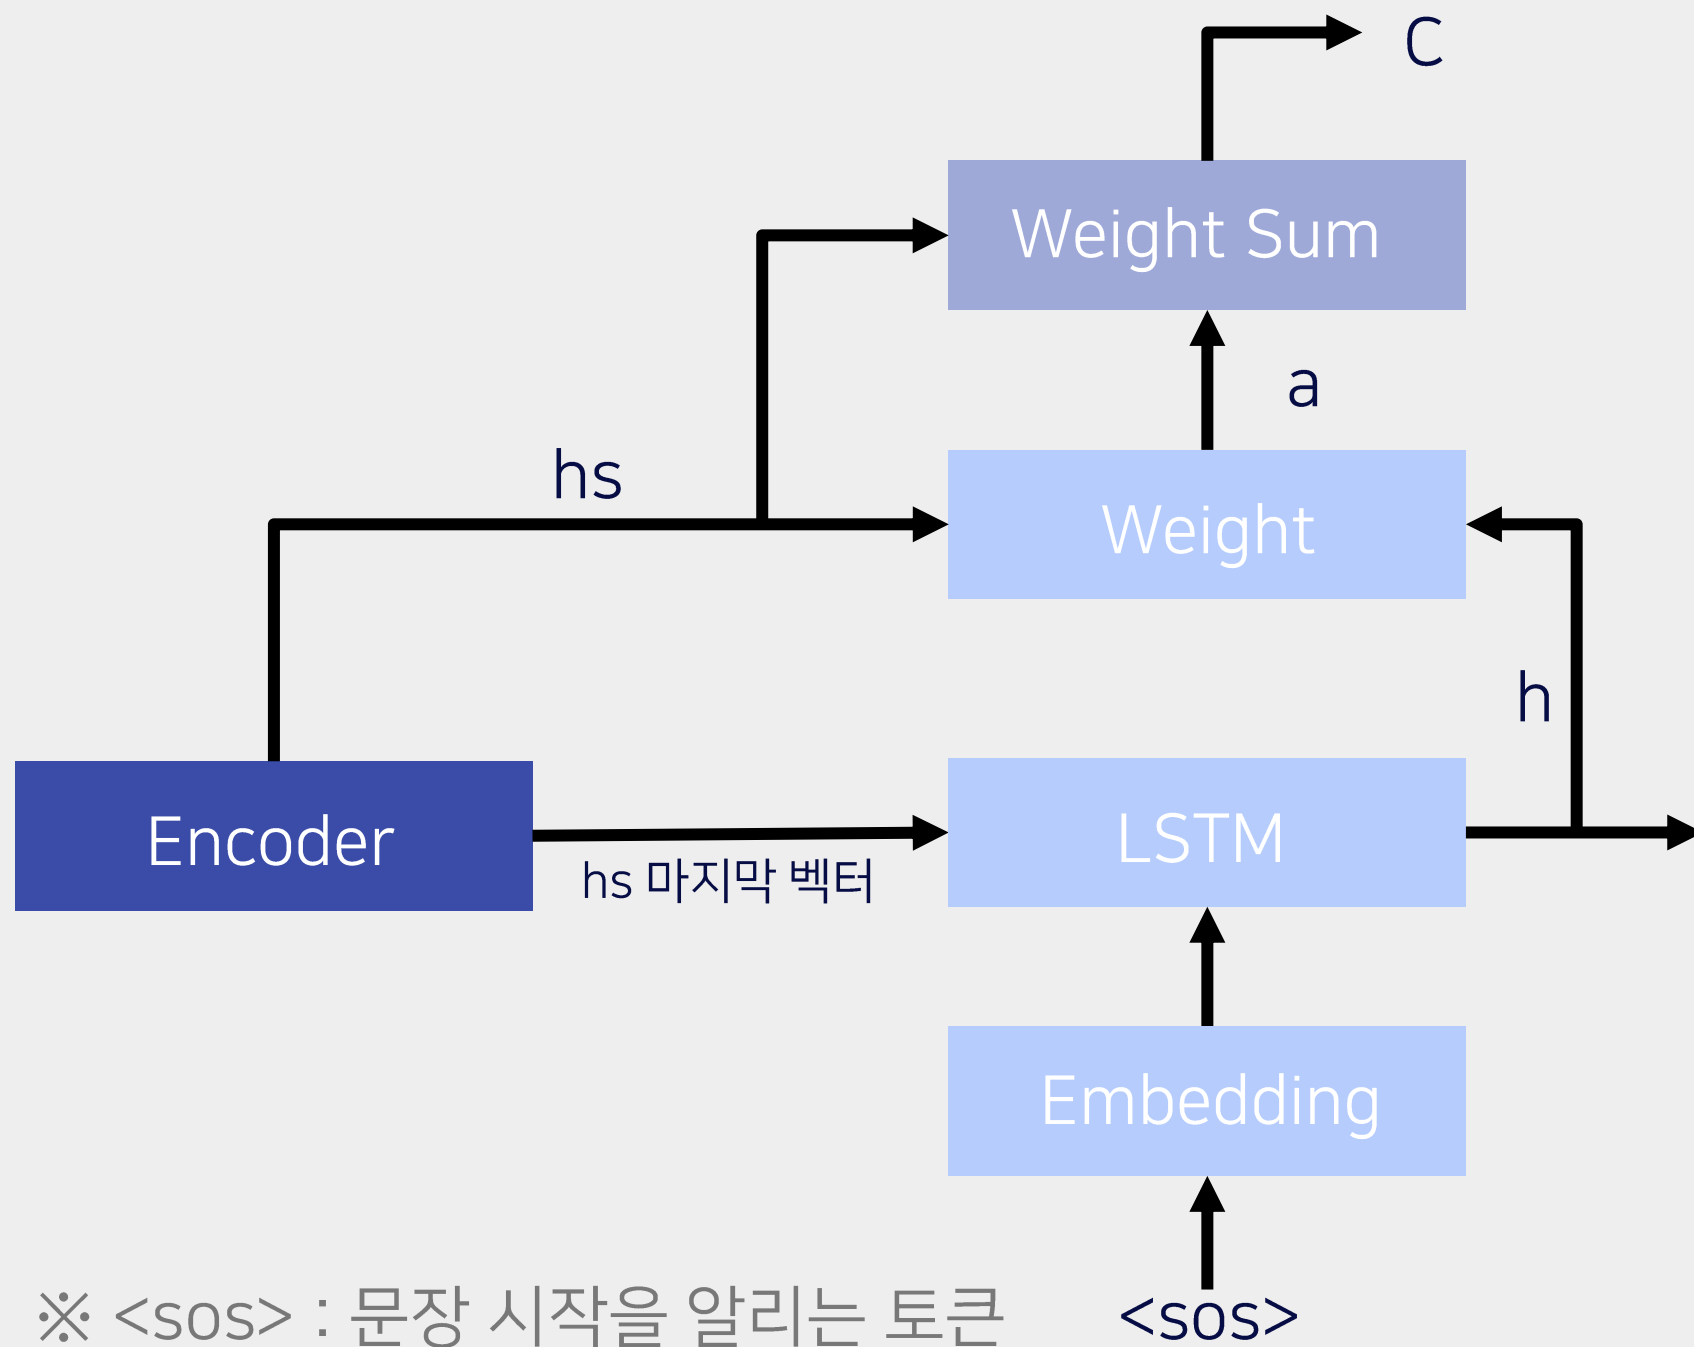 C
Weight Sum
a
hs
Weight
h
Encoder
LSTM
hs 마지막 벡터
Embedding
※ <sos> : 문장 시작을 알리는 토큰
<sos>